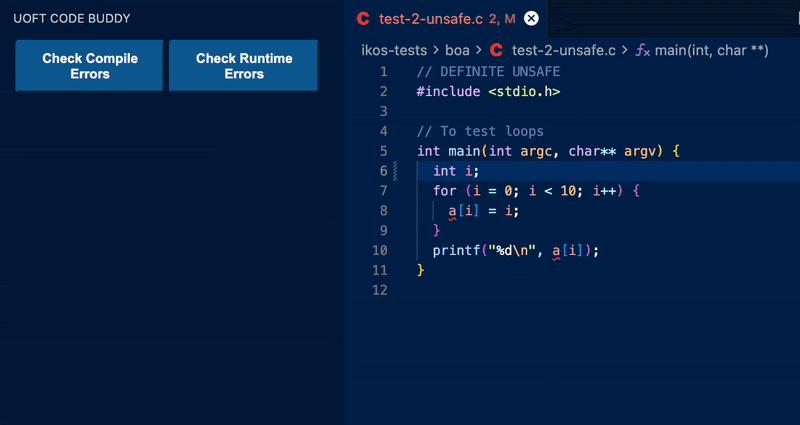 UOFT CODE BUDDY
Check Compile
Errors
Check Runtime
Errors
C test-2-unsafe.c 2, M
ikos-tests > boa > C test-2-unsafe.c > main(int, char **)
1 // DEFINITE UNSAFE
2 #include <stdio.h>
3
4 // To test loops
5 int main(int argc, char** argv) {
6   int i;
7   for (i = 0; i < 10; i++) {
8     a[i] = i;
9   }
10   printf("%d\n", a[i]);
11 }
12